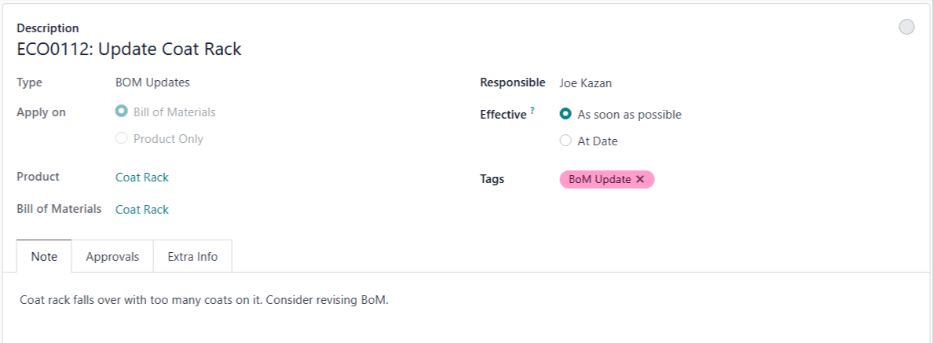 Description
ECO0112: Update Coat Rack
Type BOM Updates
Responsible Joe Kazan
Apply on Bill of Materials
Product Only
Effective ? As soon as possible
At Date
Product Coat Rack
Tags BoM Update ✕
Bill of Materials Coat Rack
Note Approvals Extra Info
Coat rack falls over with too many coats on it. Consider revising BoM.